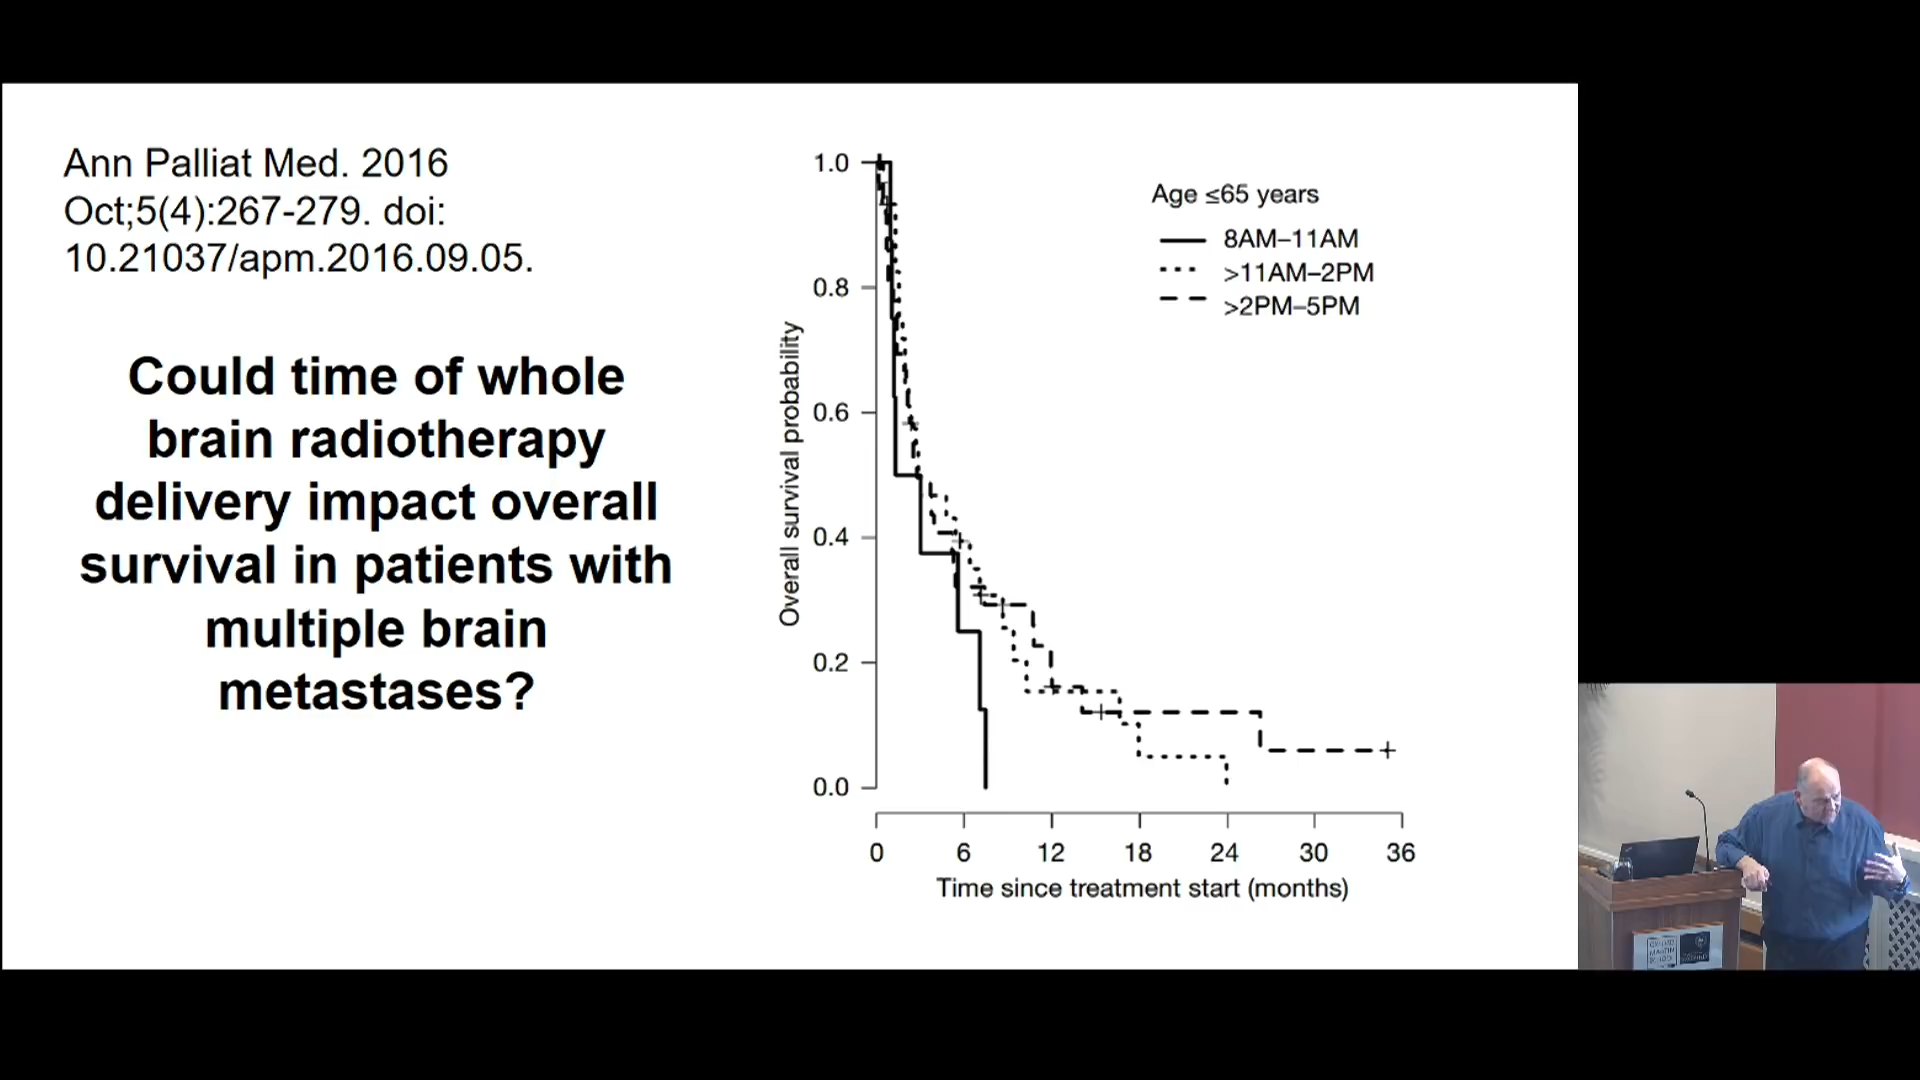 Ann Palliat Med. 2016
Oct;5(4):267-279. doi:
10.21037/apm.2016.09.05.
Could time of whole
brain radiotherapy
delivery impact overall
survival in patients with
multiple brain
metastases?
Overall survival probability
1.0
0.8
0.6
0.4
0.2
0.0
Age ≤65 years
8AM–11AM
>11AM–2PM
>2PM–5PM
0 6 12 18 24 30 36
Time since treatment start (months)
OXFORD
MARTIN
SCHOOL